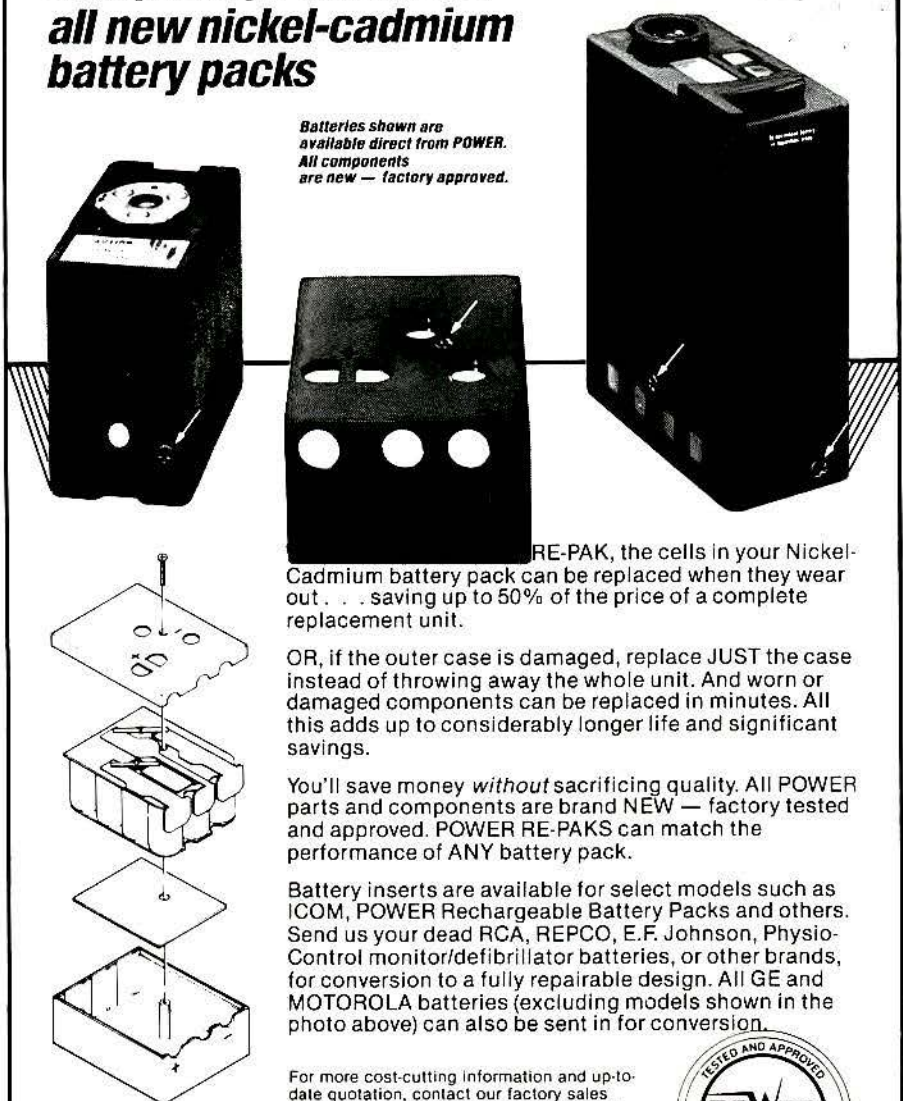 all new nickel-cadmium
battery packs
Batteries shown are
available direct from POWER.
All components
are new — factory approved.
RE-PAK, the cells in your Nickel-
Cadmium battery pack can be replaced when they wear
out . . . saving up to 50% of the price of a complete
replacement unit.
OR, if the outer case is damaged, replace JUST the case
instead of throwing away the whole unit. And worn or
damaged components can be replaced in minutes. All
this adds up to considerably longer life and significant
savings.
You'll save money without sacrificing quality. All POWER
parts and components are brand NEW — factory tested
and approved. POWER RE-PAKS can match the
performance of ANY battery pack.
Battery inserts are available for select models such as
ICOM, POWER Rechargeable Battery Packs and others.
Send us your dead RCA, REPCO, E.F. Johnson, Physio-
Control monitor/defibrillator batteries, or other brands,
for conversion to a fully repairable design. All GE and
MOTOROLA batteries (excluding models shown in the
photo above) can also be sent in for conversion.
For more cost-cutting information and up-to-
date quotation, contact our factory sales
TESTED AND APPROVED